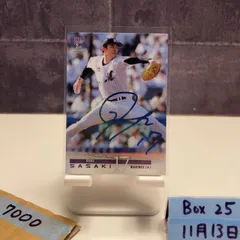 SASAKI 17
MARINES
7000
Box 25
11月13日